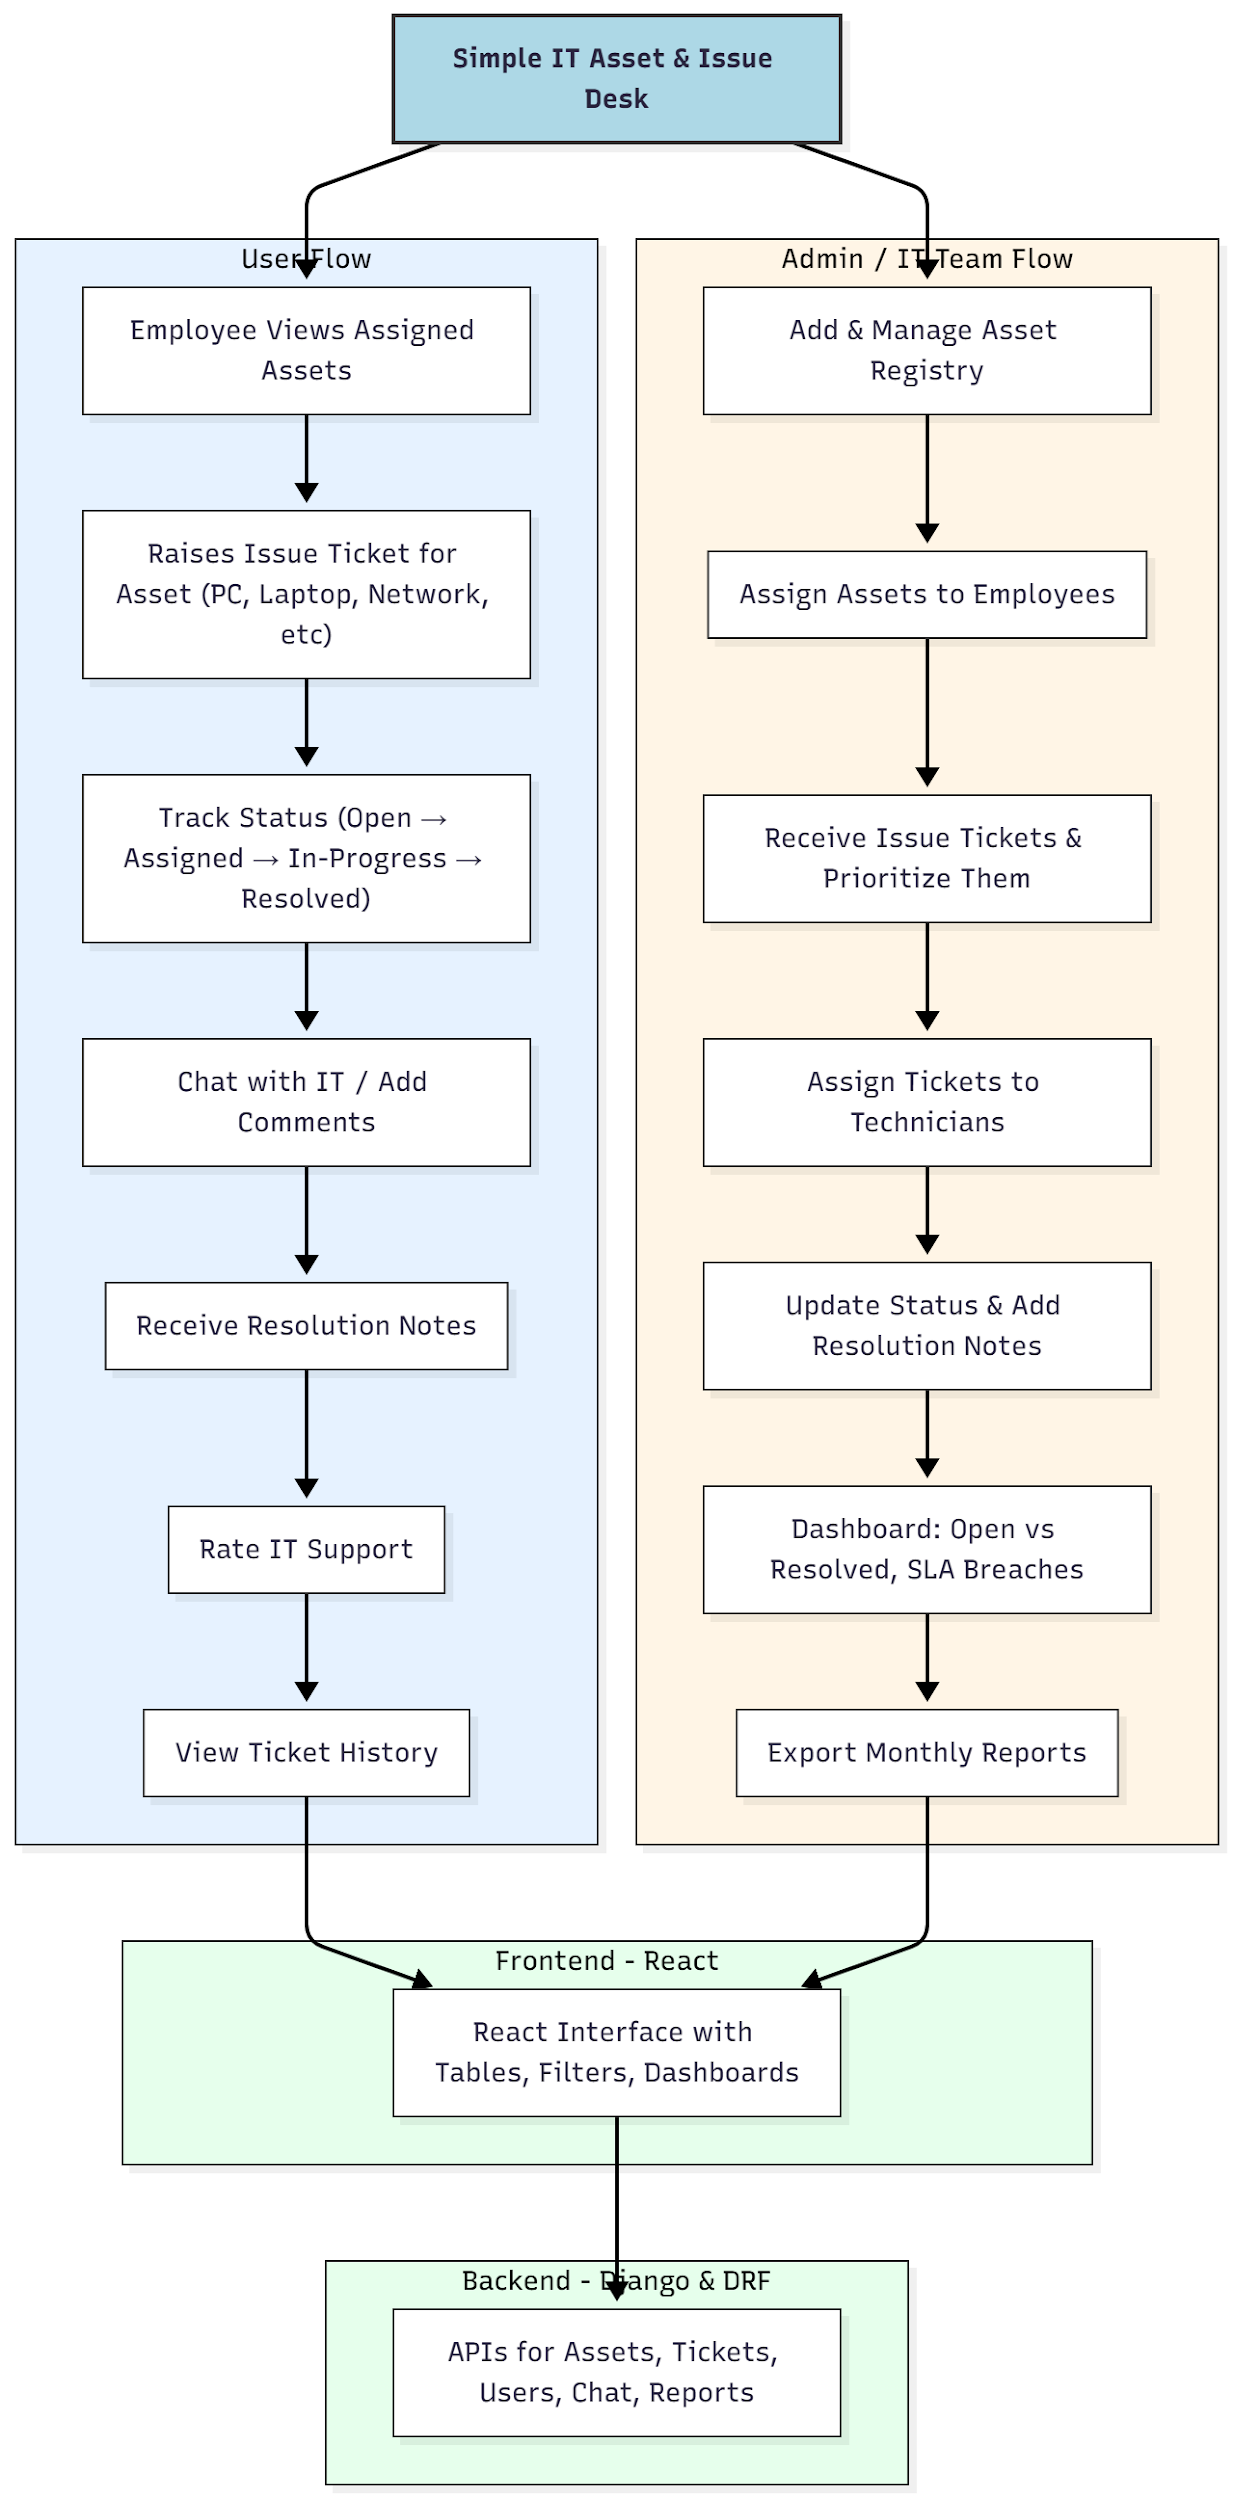 Simple IT Asset & Issue
Desk
User Flow
Employee Views Assigned
Assets
Raises Issue Ticket for
Asset (PC, Laptop, Network,
etc)
Track Status (Open →
Assigned → In-Progress →
Resolved)
Chat with IT / Add
Comments
Receive Resolution Notes
Rate IT Support
View Ticket History
Admin / IT Team Flow
Add & Manage Asset
Registry
Assign Assets to Employees
Receive Issue Tickets &
Prioritize Them
Assign Tickets to
Technicians
Update Status & Add
Resolution Notes
Dashboard: Open vs
Resolved, SLA Breaches
Export Monthly Reports
Frontend - React
React Interface with
Tables, Filters, Dashboards
Backend - Django & DRF
APIs for Assets, Tickets,
Users, Chat, Reports